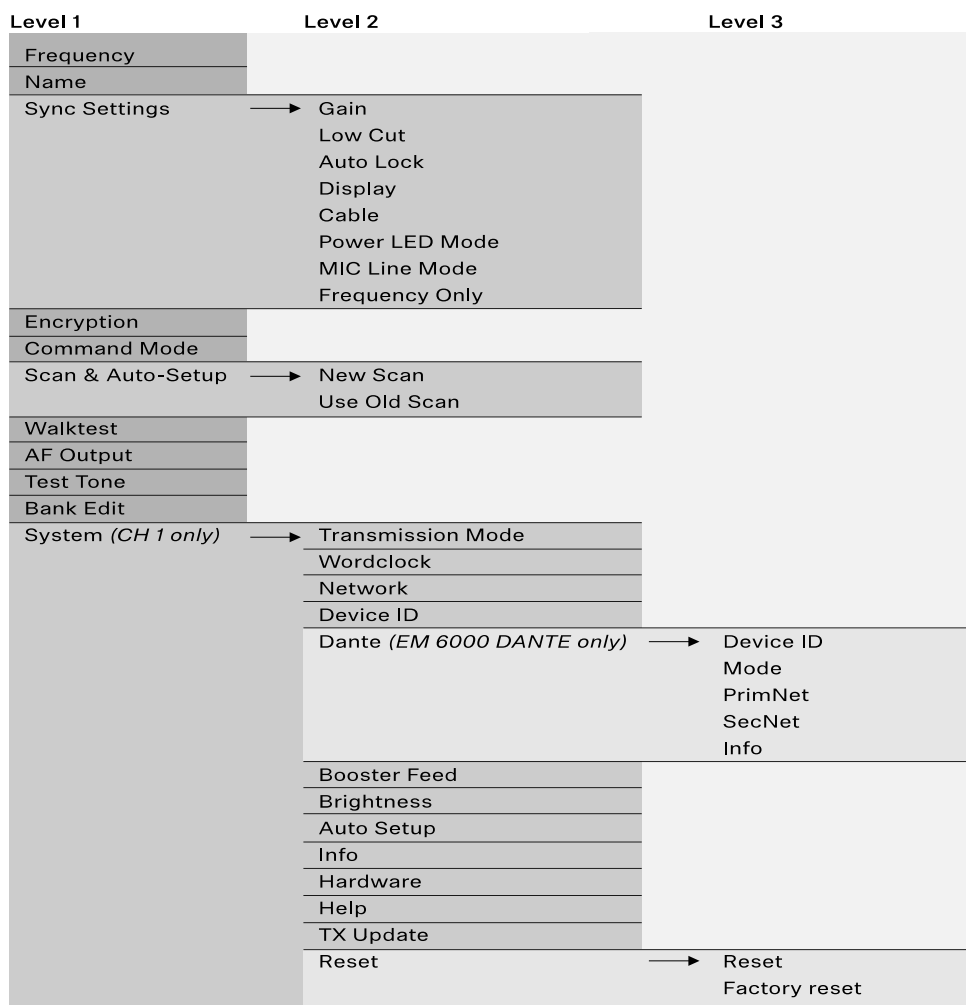 Level 1 Level 2 Level 3
Frequency
Name
Sync Settings Gain
Low Cut
Auto Lock
Display
Cable
Power LED Mode
MIC Line Mode
Frequency Only
Encryption
Command Mode
Scan & Auto-Setup New Scan
Use Old Scan
Walktest
AF Output
Test Tone
Bank Edit
System (CH 1 only) Transmission Mode
Wordclock
Network
Device ID
Dante (EM 6000 DANTE only) Device ID
Mode
PrimNet
SecNet
Info
Booster Feed
Brightness
Auto Setup
Info
Hardware
Help
TX Update
Reset Reset
Factory reset